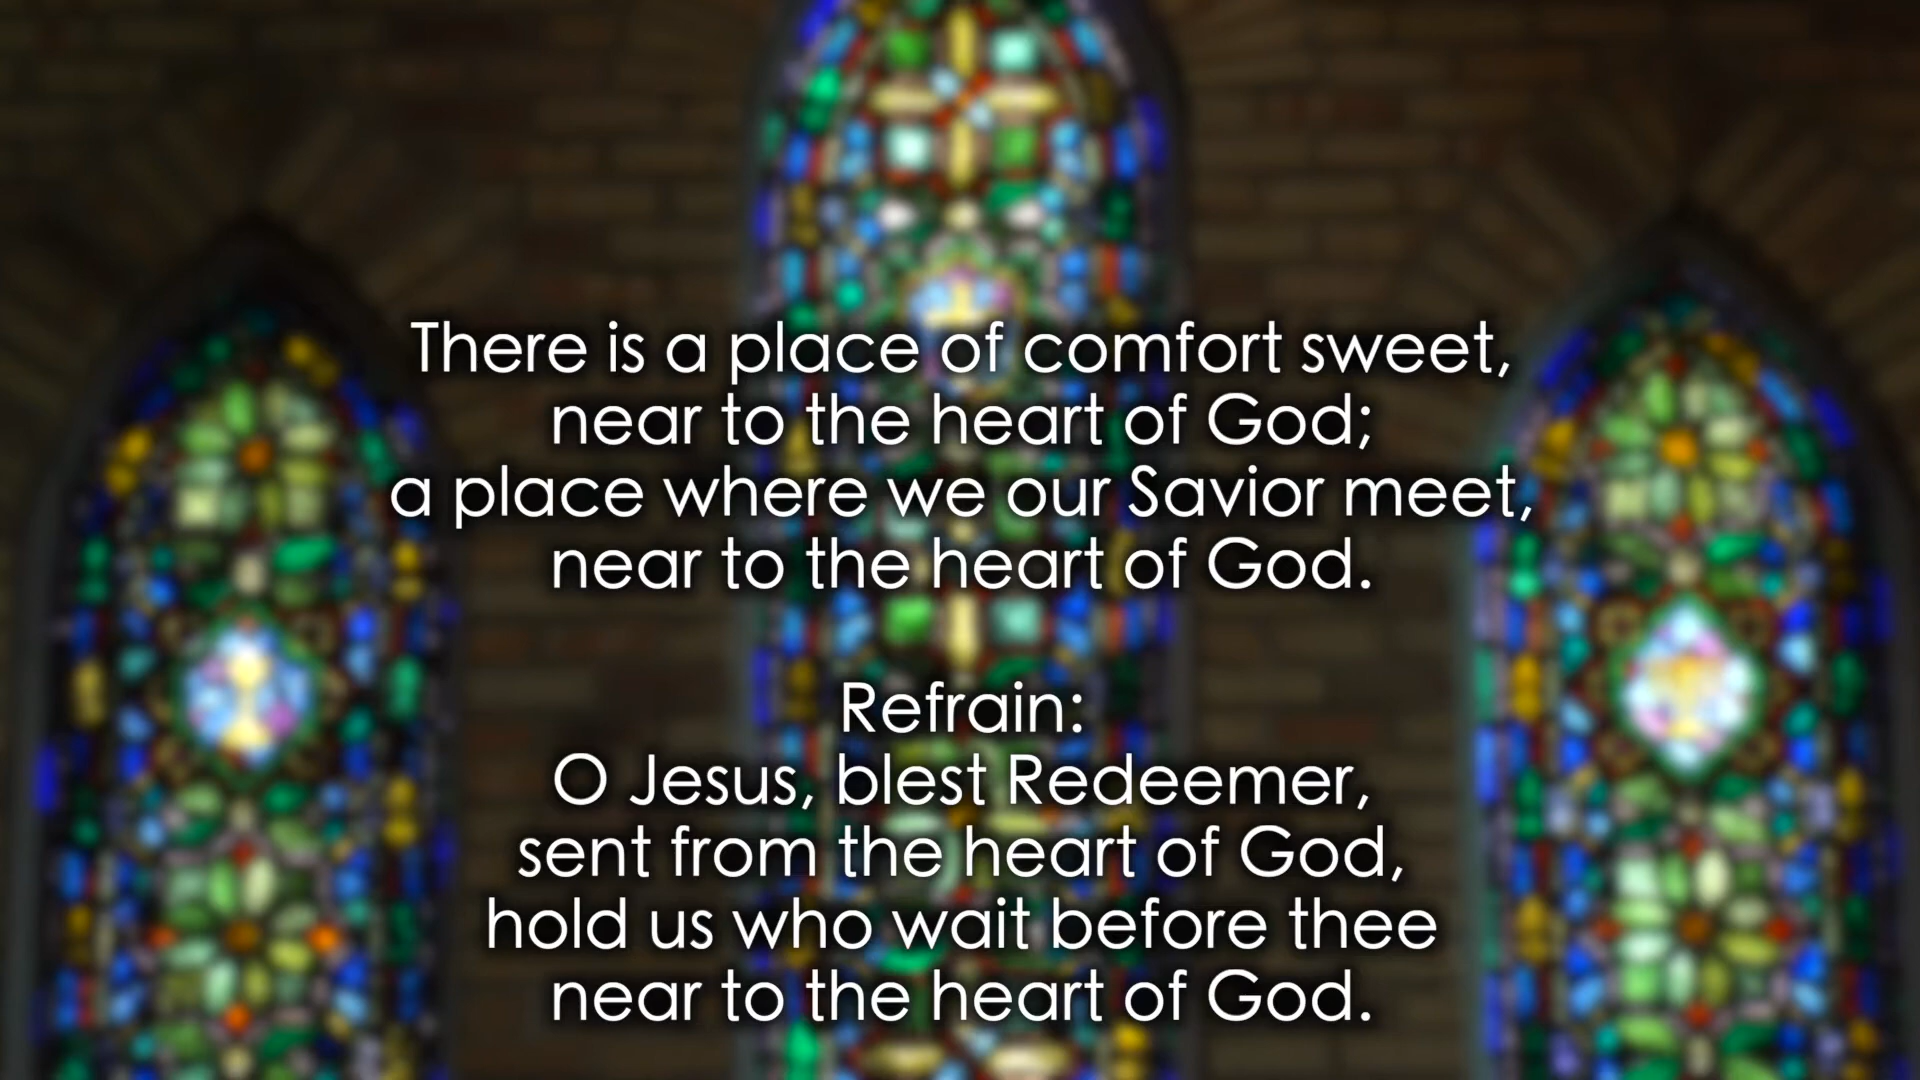 There is a place of comfort sweet,
near to the heart of God;
a place where we our Savior meet,
near to the heart of God.
Refrain:
O Jesus, blest Redeemer,
sent from the heart of God,
hold us who wait before thee
near to the heart of God.